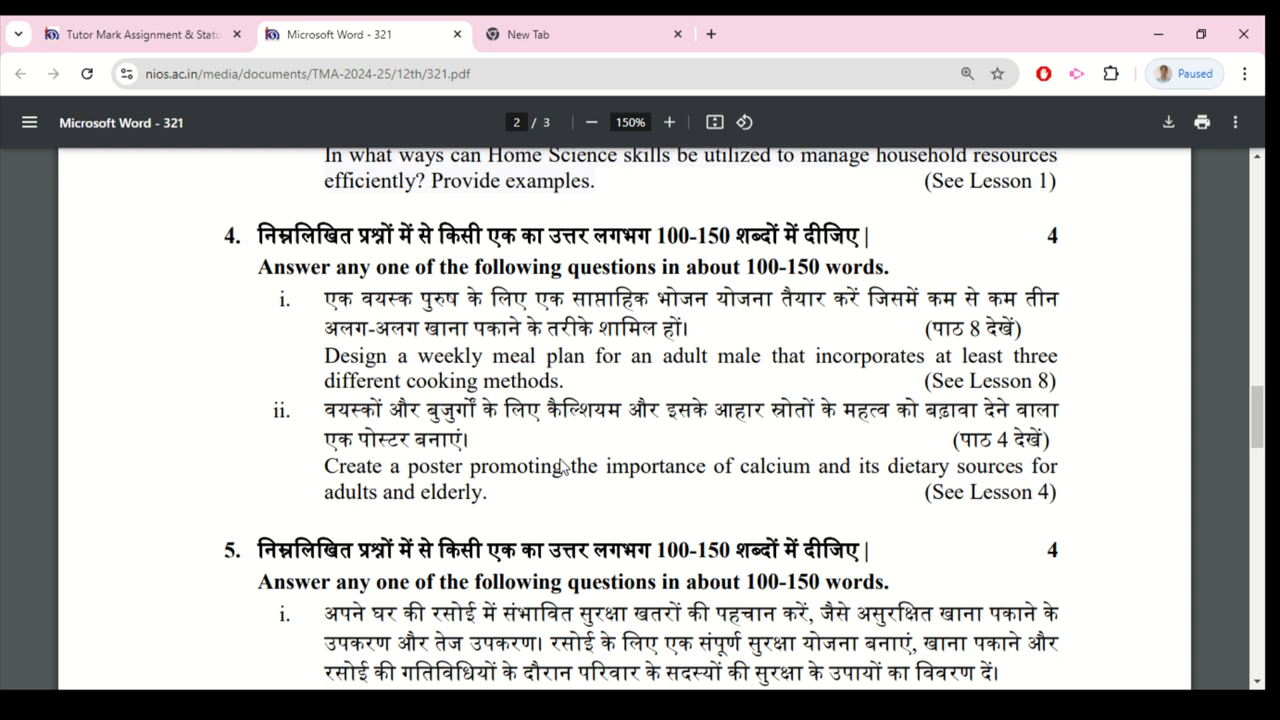 Tutor Mark Assignment & Statu
Microsoft Word - 321
New Tab
nios.ac.in/media/documents/TMA-2024-25/12th/321.pdf
Paused
Microsoft Word - 321
2 / 3
150%
In what ways can Home Science skills be utilized to manage household resources
efficiently? Provide examples. (See Lesson 1)
4. निम्नलिखित प्रश्नों में से किसी एक का उत्तर लगभग 100-150 शब्दों में दीजिए | 4
Answer any one of the following questions in about 100-150 words.
i. एक वयस्क पुरुष के लिए एक साप्ताहिक भोजन योजना तैयार करें जिसमें कम से कम तीन
अलग-अलग खाना पकाने के तरीके शामिल हों। (पाठ 8 देखें)
Design a weekly meal plan for an adult male that incorporates at least three
different cooking methods. (See Lesson 8)
ii. वयस्कों और बुजुर्गों के लिए कैल्शियम और इसके आहार स्रोतों के महत्व को बढ़ावा देने वाला
एक पोस्टर बनाएं। (पाठ 4 देखें)
Create a poster promoting the importance of calcium and its dietary sources for
adults and elderly. (See Lesson 4)
5. निम्नलिखित प्रश्नों में से किसी एक का उत्तर लगभग 100-150 शब्दों में दीजिए | 4
Answer any one of the following questions in about 100-150 words.
i. अपने घर की रसोई में संभावित सुरक्षा खतरों की पहचान करें, जैसे असुरक्षित खाना पकाने के
उपकरण और तेज उपकरण। रसोई के लिए एक संपूर्ण सुरक्षा योजना बनाएं, खाना पकाने और
रसोई की गतिविधियों के दौरान परिवार के सदस्यों की सुरक्षा के उपायों का विवरण दें।